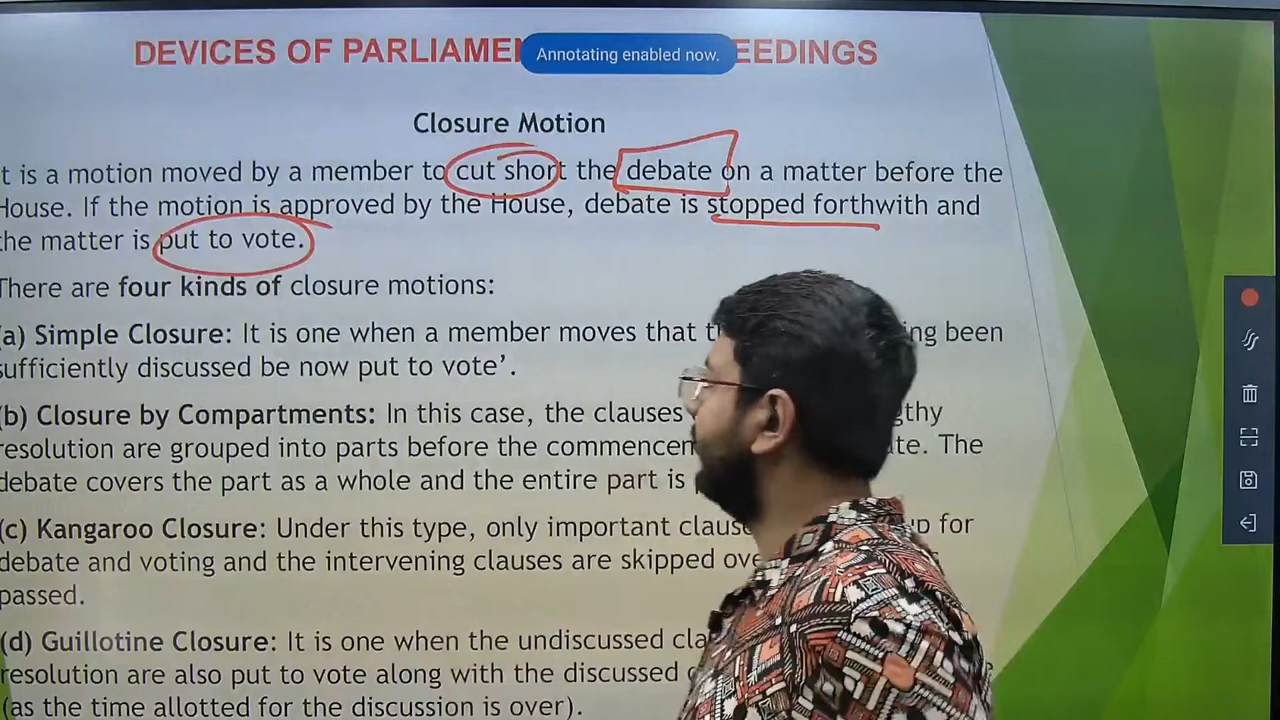 DEVICES OF PARLIAMEN EEDINGS
Annotating enabled now.
Closure Motion
t is a motion moved by a member to cut short the debate on a matter before the
House. If the motion is approved by the House, debate is stopped forthwith and
the matter is put to vote.
There are four kinds of closure motions:
(a) Simple Closure: It is one when a member moves that t ng been
sufficiently discussed be now put to vote’.
(b) Closure by Compartments: In this case, the clauses gthy
resolution are grouped into parts before the commencem ate. The
debate covers the part as a whole and the entire part is
(c) Kangaroo Closure: Under this type, only important clause up for
debate and voting and the intervening clauses are skipped ove
passed.
(d) Guillotine Closure: It is one when the undiscussed cla
resolution are also put to vote along with the discussed
(as the time allotted for the discussion is over).